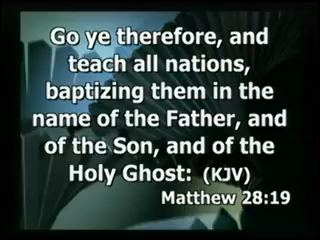 Go ye therefore, and
teach all nations,
baptizing them in the
name of the Father, and
of the Son, and of the
Holy Ghost: (KJV)
Matthew 28:19